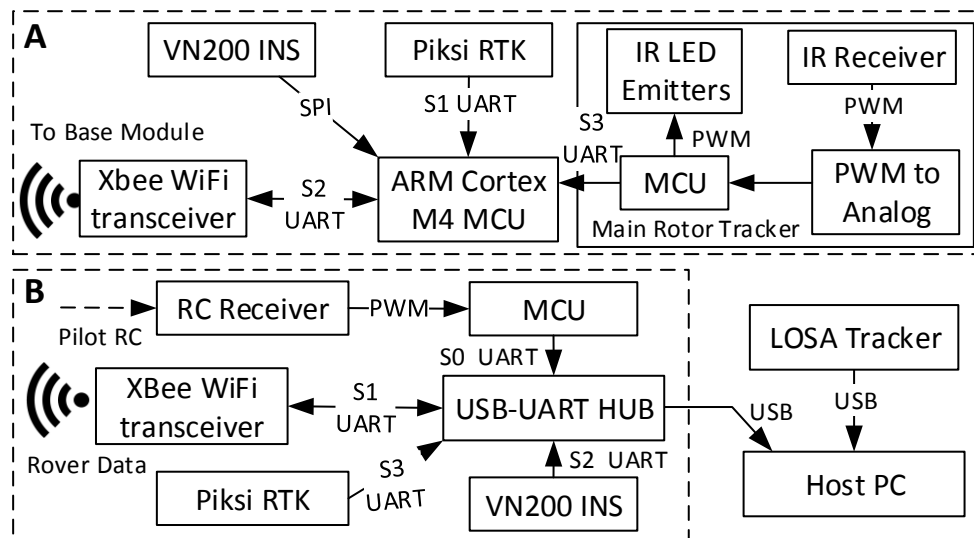 A
VN200 INS
Piksi RTK
IR LED
Emitters
IR Receiver
SPI
S1 UART
S3
UART
PWM
PWM
To Base Module
Xbee WiFi
transceiver
S2
UART
ARM Cortex
M4 MCU
MCU
PWM to
Analog
Main Rotor Tracker
B
Pilot RC
RC Receiver
PWM
MCU
LOSA Tracker
S0 UART
XBee WiFi
transceiver
S1
UART
USB-UART HUB
USB
USB
Rover Data
Piksi RTK
S3
UART
S2 UART
VN200 INS
Host PC